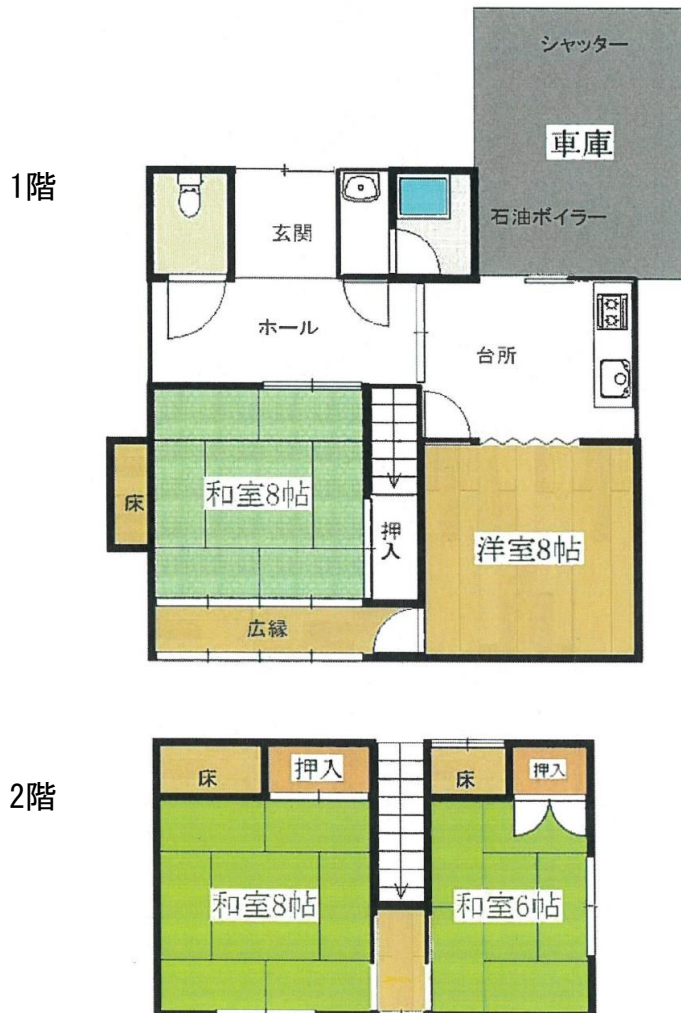 シャッター
車庫
1階
石油ボイラー
玄関
ホール
台所
和室8帖
床
押
入
洋室8帖
広縁
2階
床
押入
床
押入
和室8帖
和室6帖